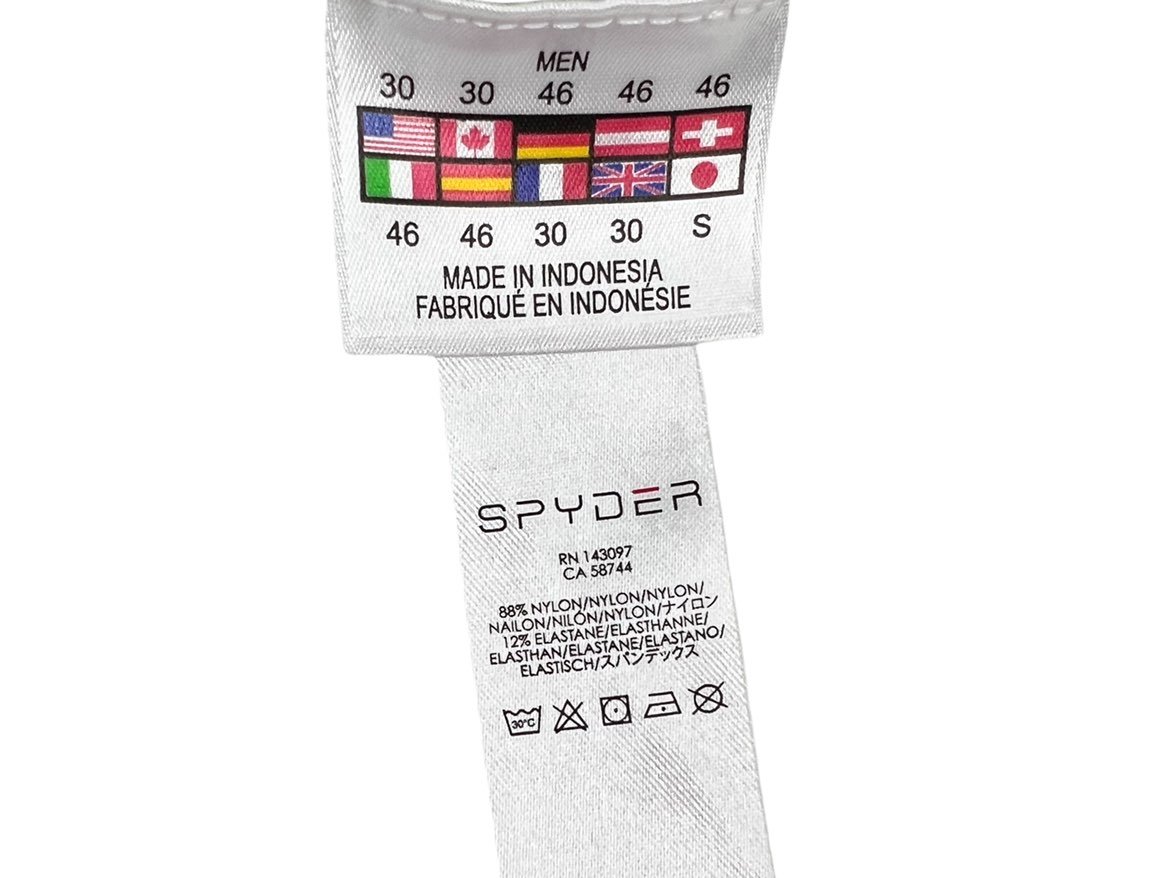 MEN
30 30 46 46 46
46 46 30 30 S
MADE IN INDONESIA
FABRIQUÉ EN INDONÉSIE
SPYDER
RN 143097
CA 58744
88% NYLON/NYLON/NYLON/
NAILON/NILÓN/NYLON/ナイロン
12% ELASTANE/ELASTHANNE/
ELASTHAN/ELASTANE/ELASTANO/
ELASTISCH/スパンデックス
30°C